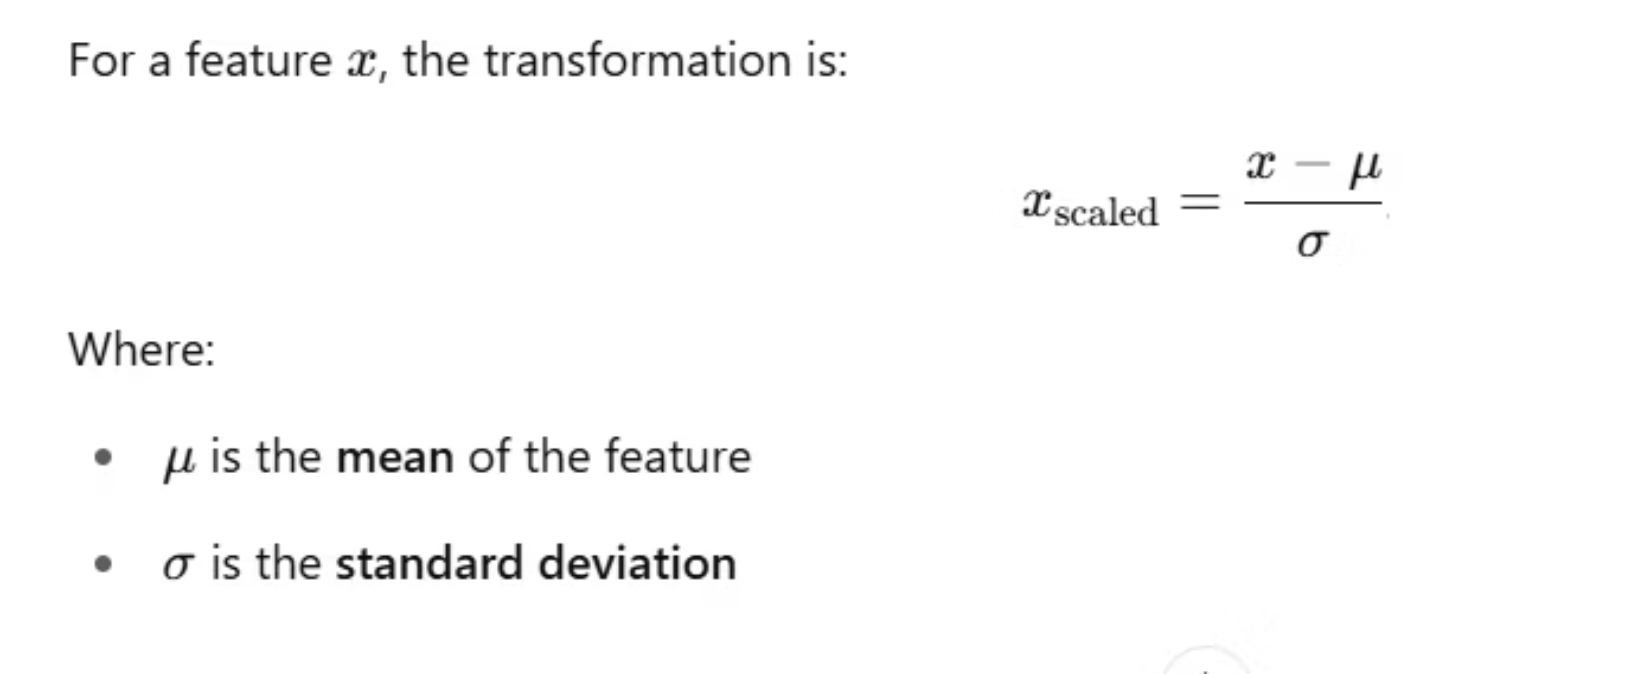 For a feature x, the transformation is:
x_scaled = (x − μ) / σ
Where:
• μ is the mean of the feature
• σ is the standard deviation